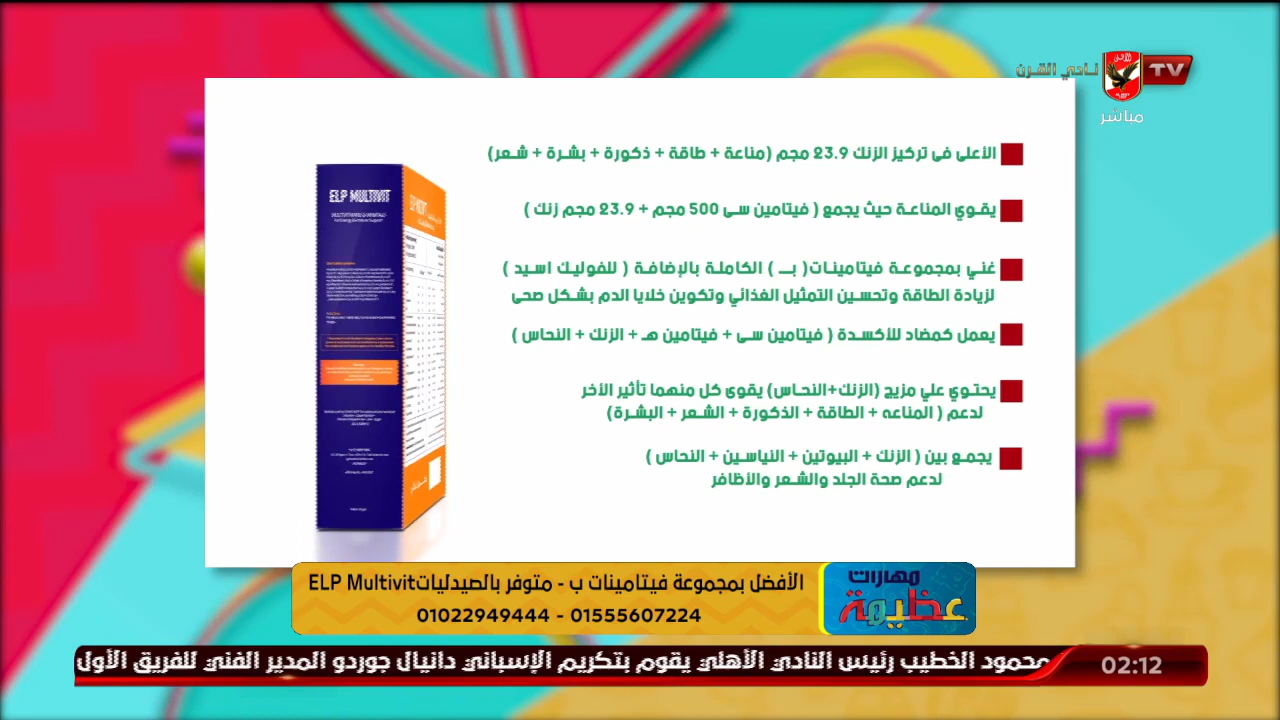 نادي القرن
TV
مباشر
الأعلى فى تركيز الزنك 23.9 مجم (مناعة + طاقة + ذكورة + بشرة + شعر)
يقوي المناعة حيث يجمع ( فيتامين سى 500 مجم + 23.9 مجم زنك )
غني بمجموعة فيتامينات( بى) الكاملة بالإضافة ( للفوليك اسيد )
لزيادة الطاقة وتحسين التمثيل الغذائي وتكوين خلايا الدم بشكل صحى
يعمل كمضاد للأكسدة ( فيتامين سى + فيتامين هـ + الزنك + النحاس )
يحتوي علي مزيج (الزنك+النحاس) يقوى كل منهما تأثير الأخر
لدعم ( المناعه + الطاقة + الذكورة + الشعر + البشرة)
يجمع بين ( الزنك + البيوتين + النياسين + النحاس )
لدعم صحة الجلد والشعر والأظافر
ELP MULTIVIT
مهارات
عظيمة
الأفضل بمجموعة فيتامينات ب - متوفر بالصيدلياتELP Multivit
01022949444 - 01555607224
محمود الخطيب رئيس النادي الأهلي يقوم بتكريم الإسباني دانيال جوردو المدير الفني للفريق الأول
02:12